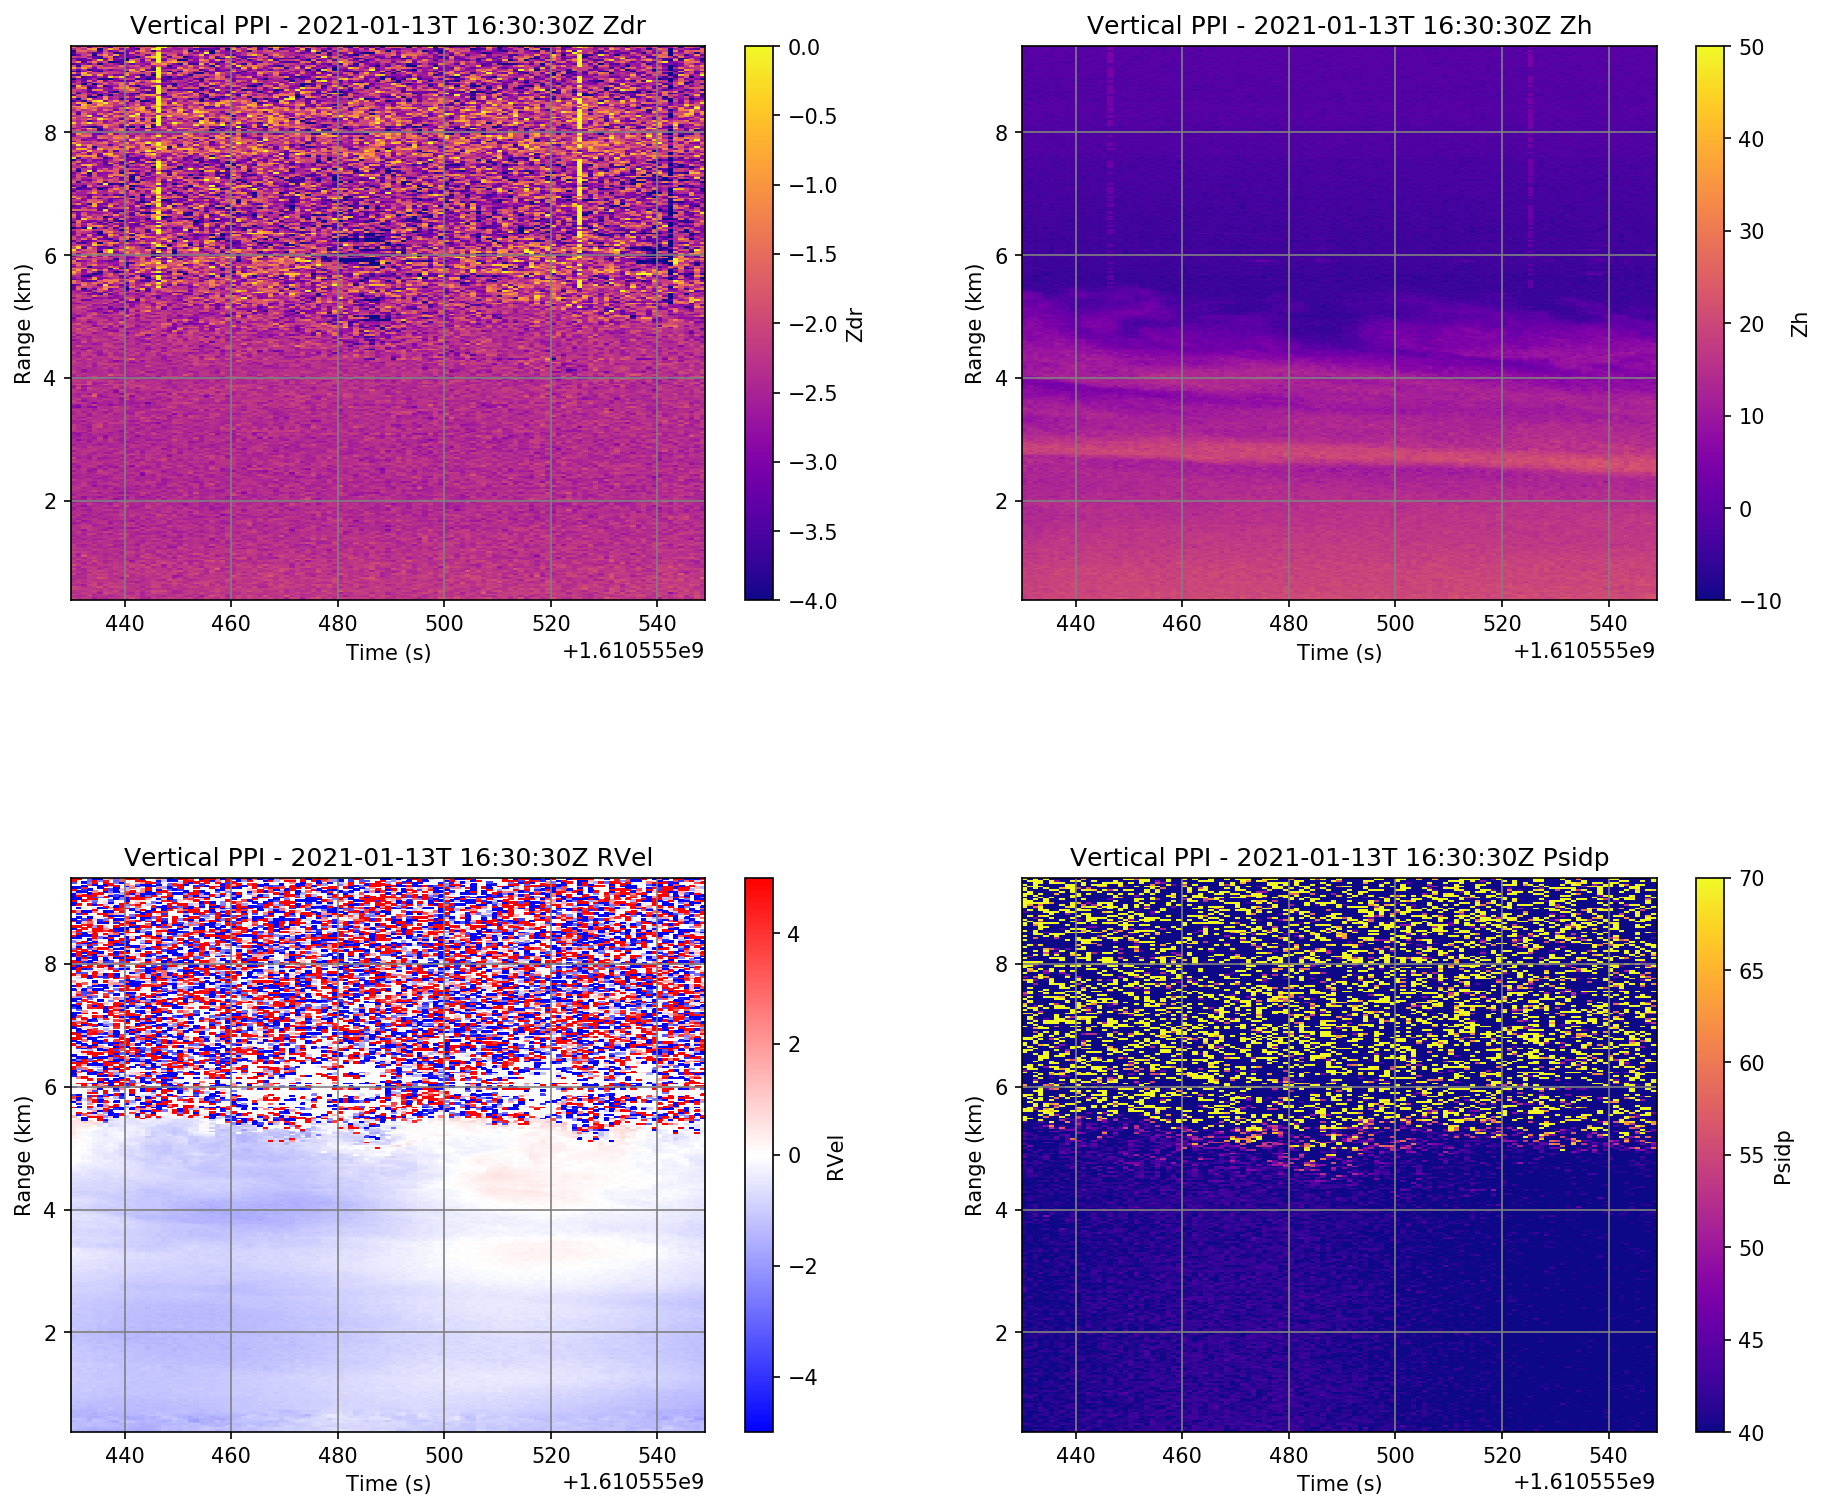 Vertical PPI - 2021-01-13T 16:30:30Z Zdr
Range (km)
8
6
4
2
440 460 480 500 520 540
Time (s)
+1.610555e9
0.0
−0.5
−1.0
−1.5
−2.0
−2.5
−3.0
−3.5
−4.0
Zdr
Vertical PPI - 2021-01-13T 16:30:30Z Zh
Range (km)
8
6
4
2
440 460 480 500 520 540
Time (s)
+1.610555e9
50
40
30
20
10
0
−10
Zh
Vertical PPI - 2021-01-13T 16:30:30Z RVel
Range (km)
8
6
4
2
440 460 480 500 520 540
Time (s)
+1.610555e9
4
2
0
−2
−4
RVel
Vertical PPI - 2021-01-13T 16:30:30Z Psidp
Range (km)
8
6
4
2
440 460 480 500 520 540
Time (s)
+1.610555e9
70
65
60
55
50
45
40
Psidp